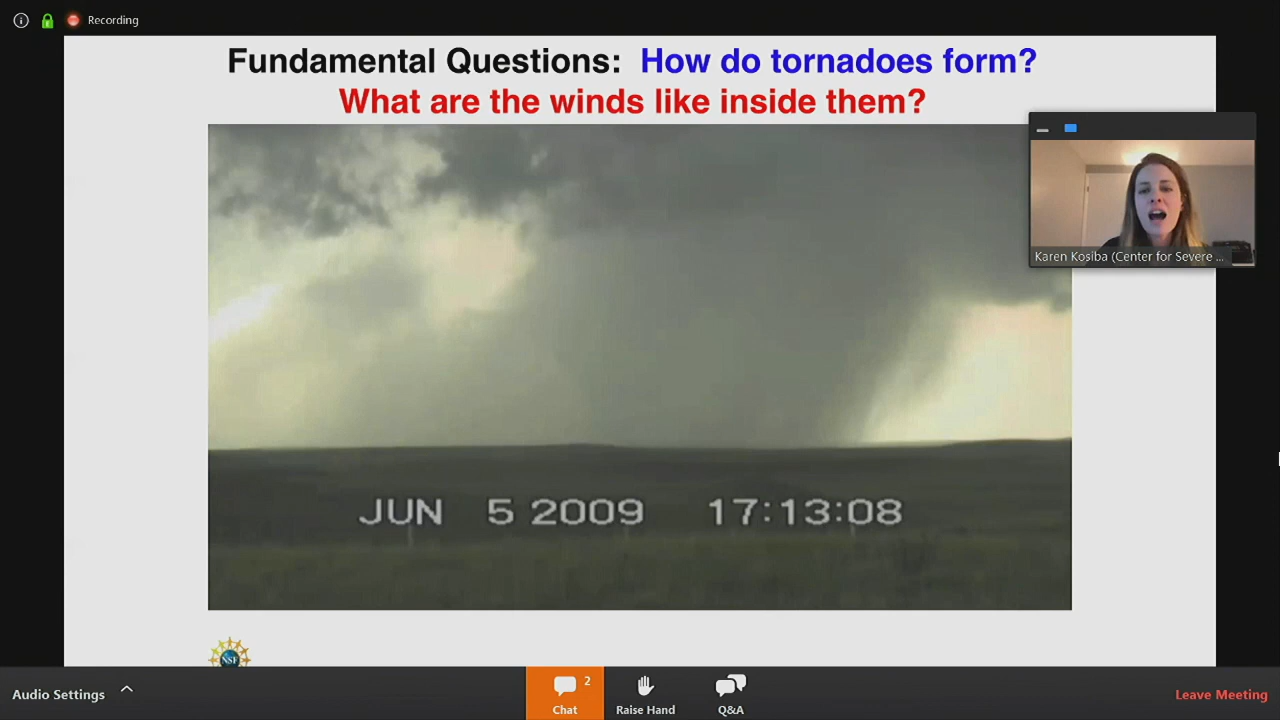 Recording
Fundamental Questions: How do tornadoes form?
What are the winds like inside them?
Karen Kosiba (Center for Severe ...
JUN 5 2009 17:13:08
NSF
Audio Settings
2
Chat
Raise Hand
Q&A
Leave Meeting